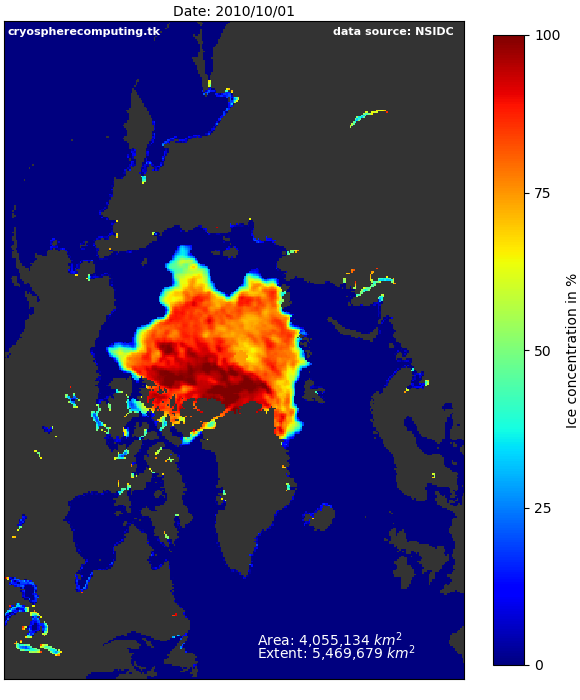 Date: 2010/10/01
cryospherecomputing.tk data source: NSIDC
100
75
50
25
0
Ice concentration in %
Area: 4,055,134 km²
Extent: 5,469,679 km²